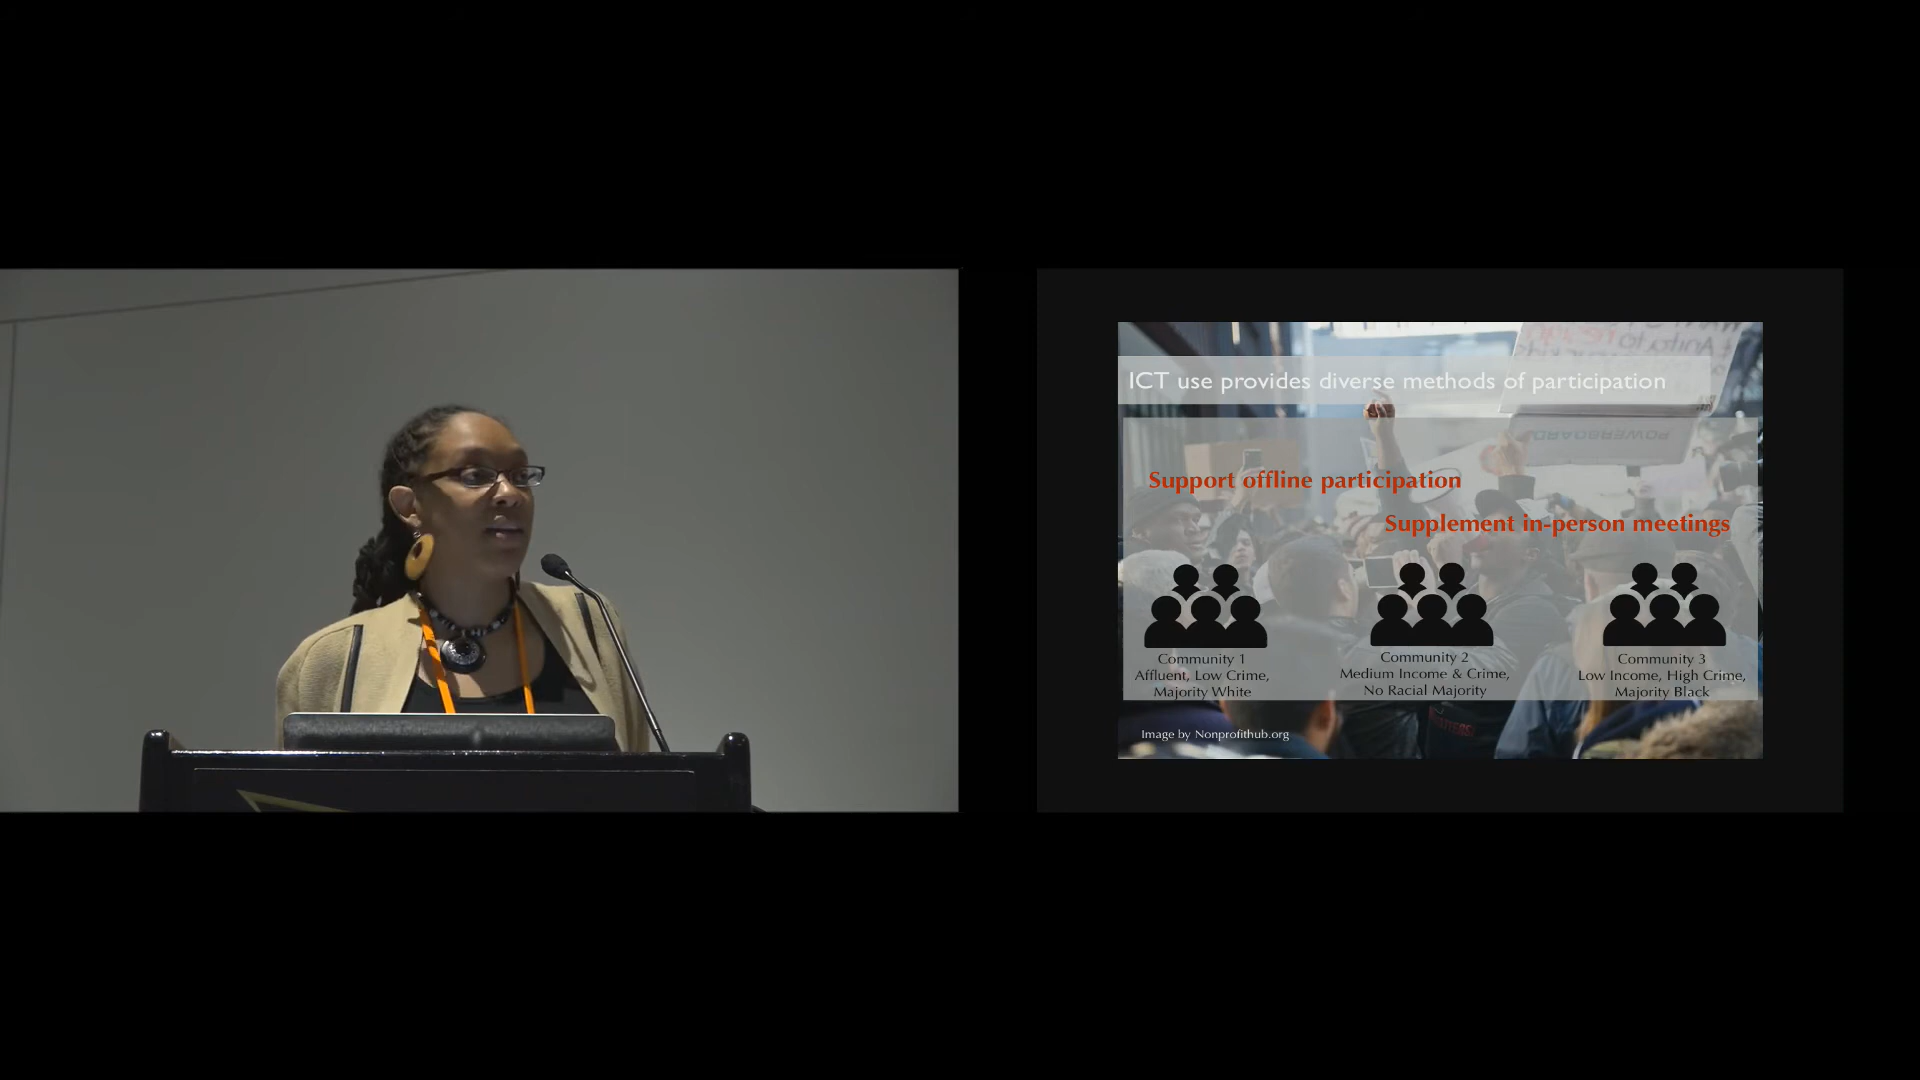 ICT use provides diverse methods of participation
Support offline participation
Supplement in-person meetings
Community 1
Affluent, Low Crime,
Majority White
Community 2
Medium Income & Crime,
No Racial Majority
Community 3
Low Income, High Crime,
Majority Black
Image by Nonprofithub.org